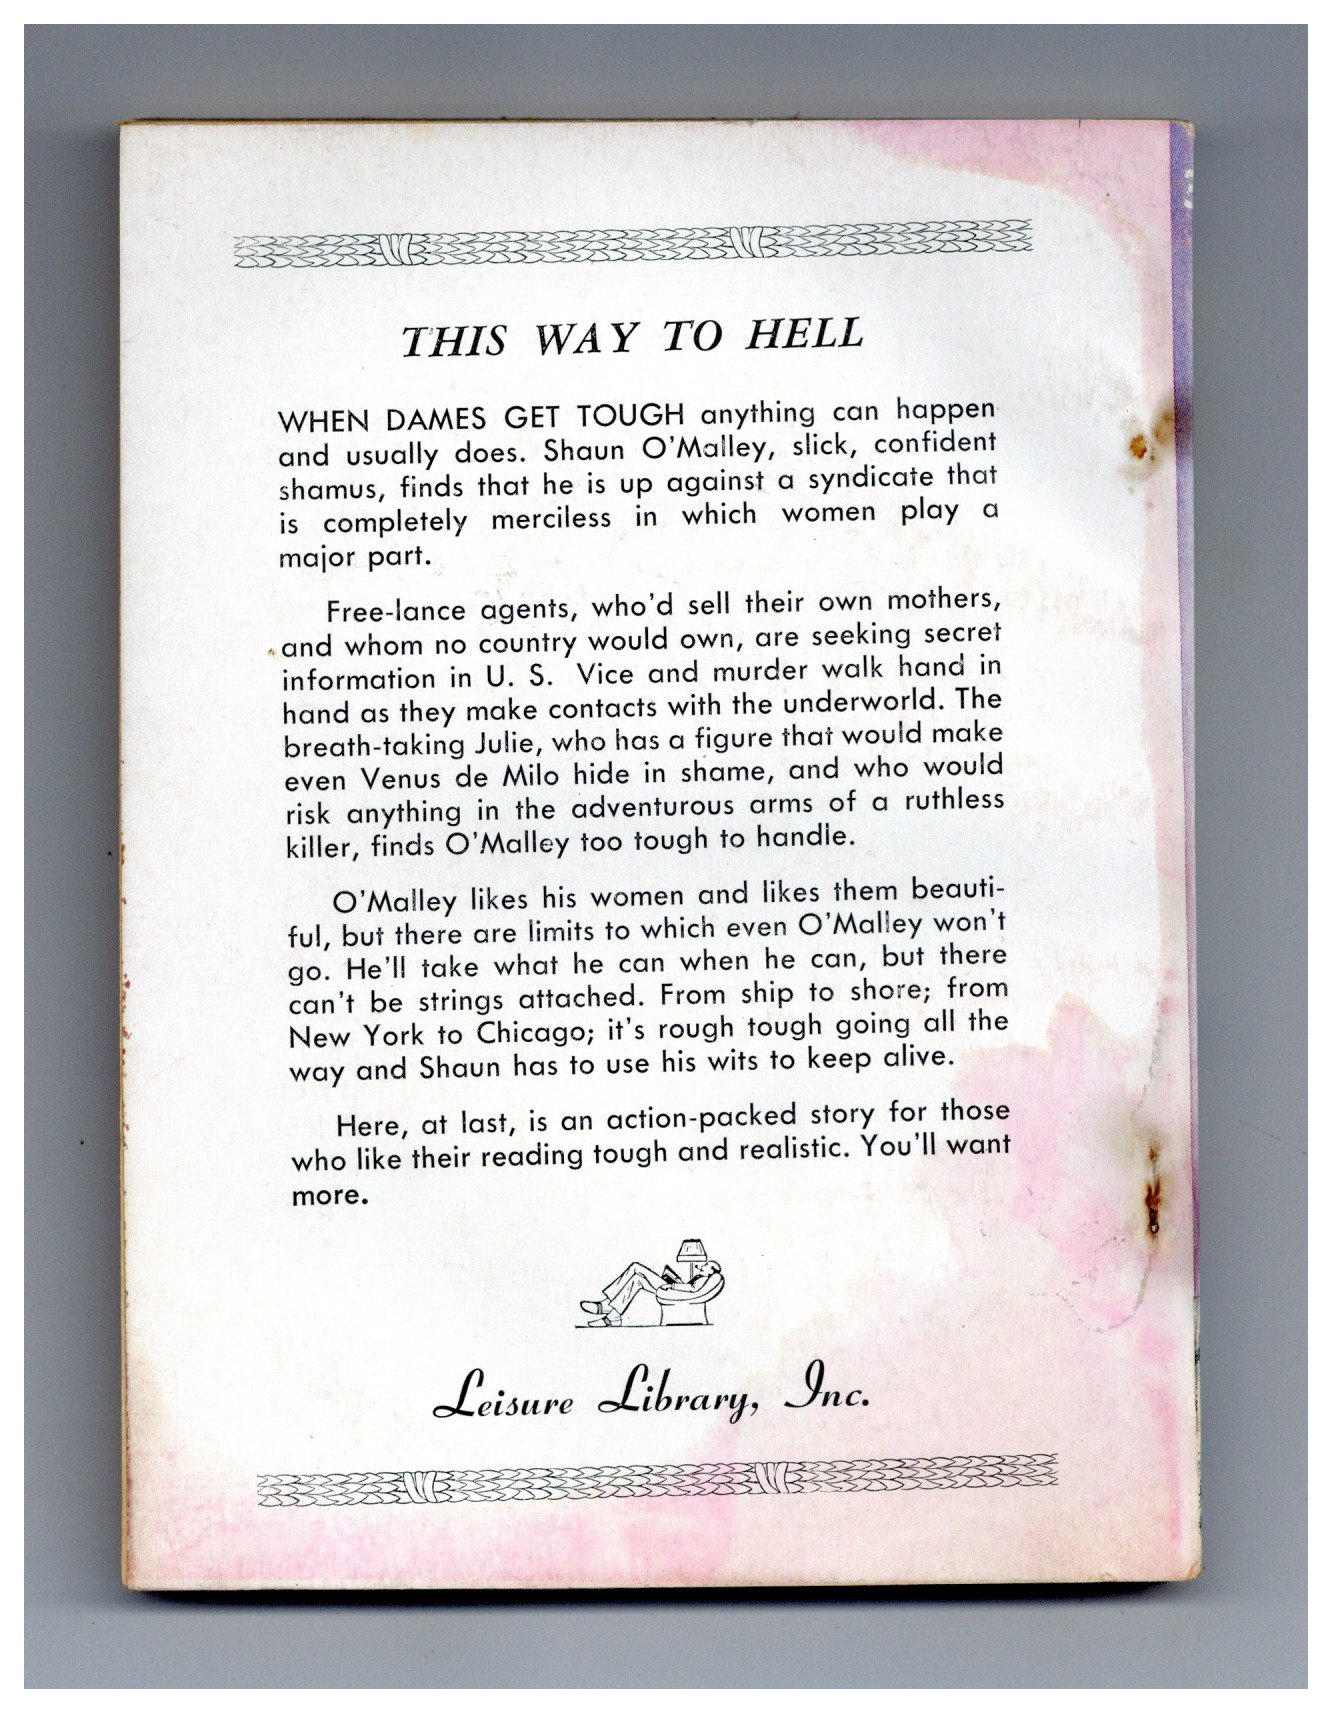 THIS WAY TO HELL
WHEN DAMES GET TOUGH anything can happen
and usually does. Shaun O'Malley, slick, confident
shamus, finds that he is up against a syndicate that
is completely merciless in which women play a
major part.
Free-lance agents, who'd sell their own mothers,
and whom no country would own, are seeking secret
information in U. S. Vice and murder walk hand in
hand as they make contacts with the underworld. The
breath-taking Julie, who has a figure that would make
even Venus de Milo hide in shame, and who would
risk anything in the adventurous arms of a ruthless
killer, finds O'Malley too tough to handle.
O'Malley likes his women and likes them beauti-
ful, but there are limits to which even O'Malley won't
go. He'll take what he can when he can, but there
can't be strings attached. From ship to shore; from
New York to Chicago; it's rough tough going all the
way and Shaun has to use his wits to keep alive.
Here, at last, is an action-packed story for those
who like their reading tough and realistic. You'll want
more.
Leisure Library, Inc.